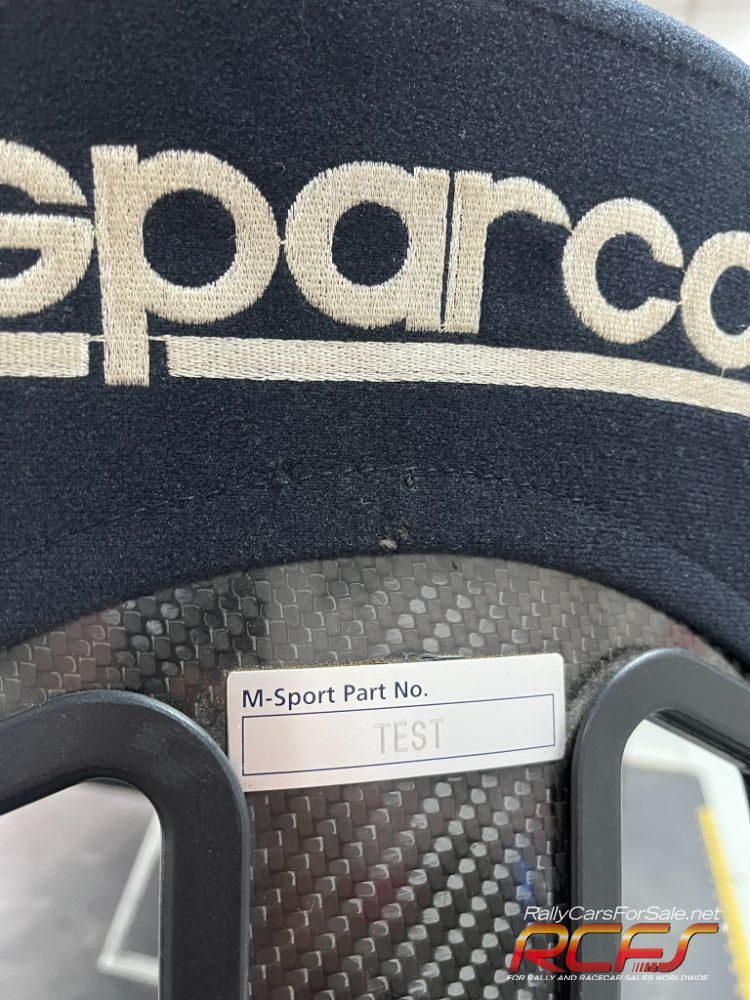 sparco
M-Sport Part No.
TEST
RallyCarsForSale.net
RCFS®
FOR RALLY AND RACECAR SALES WORLDWIDE